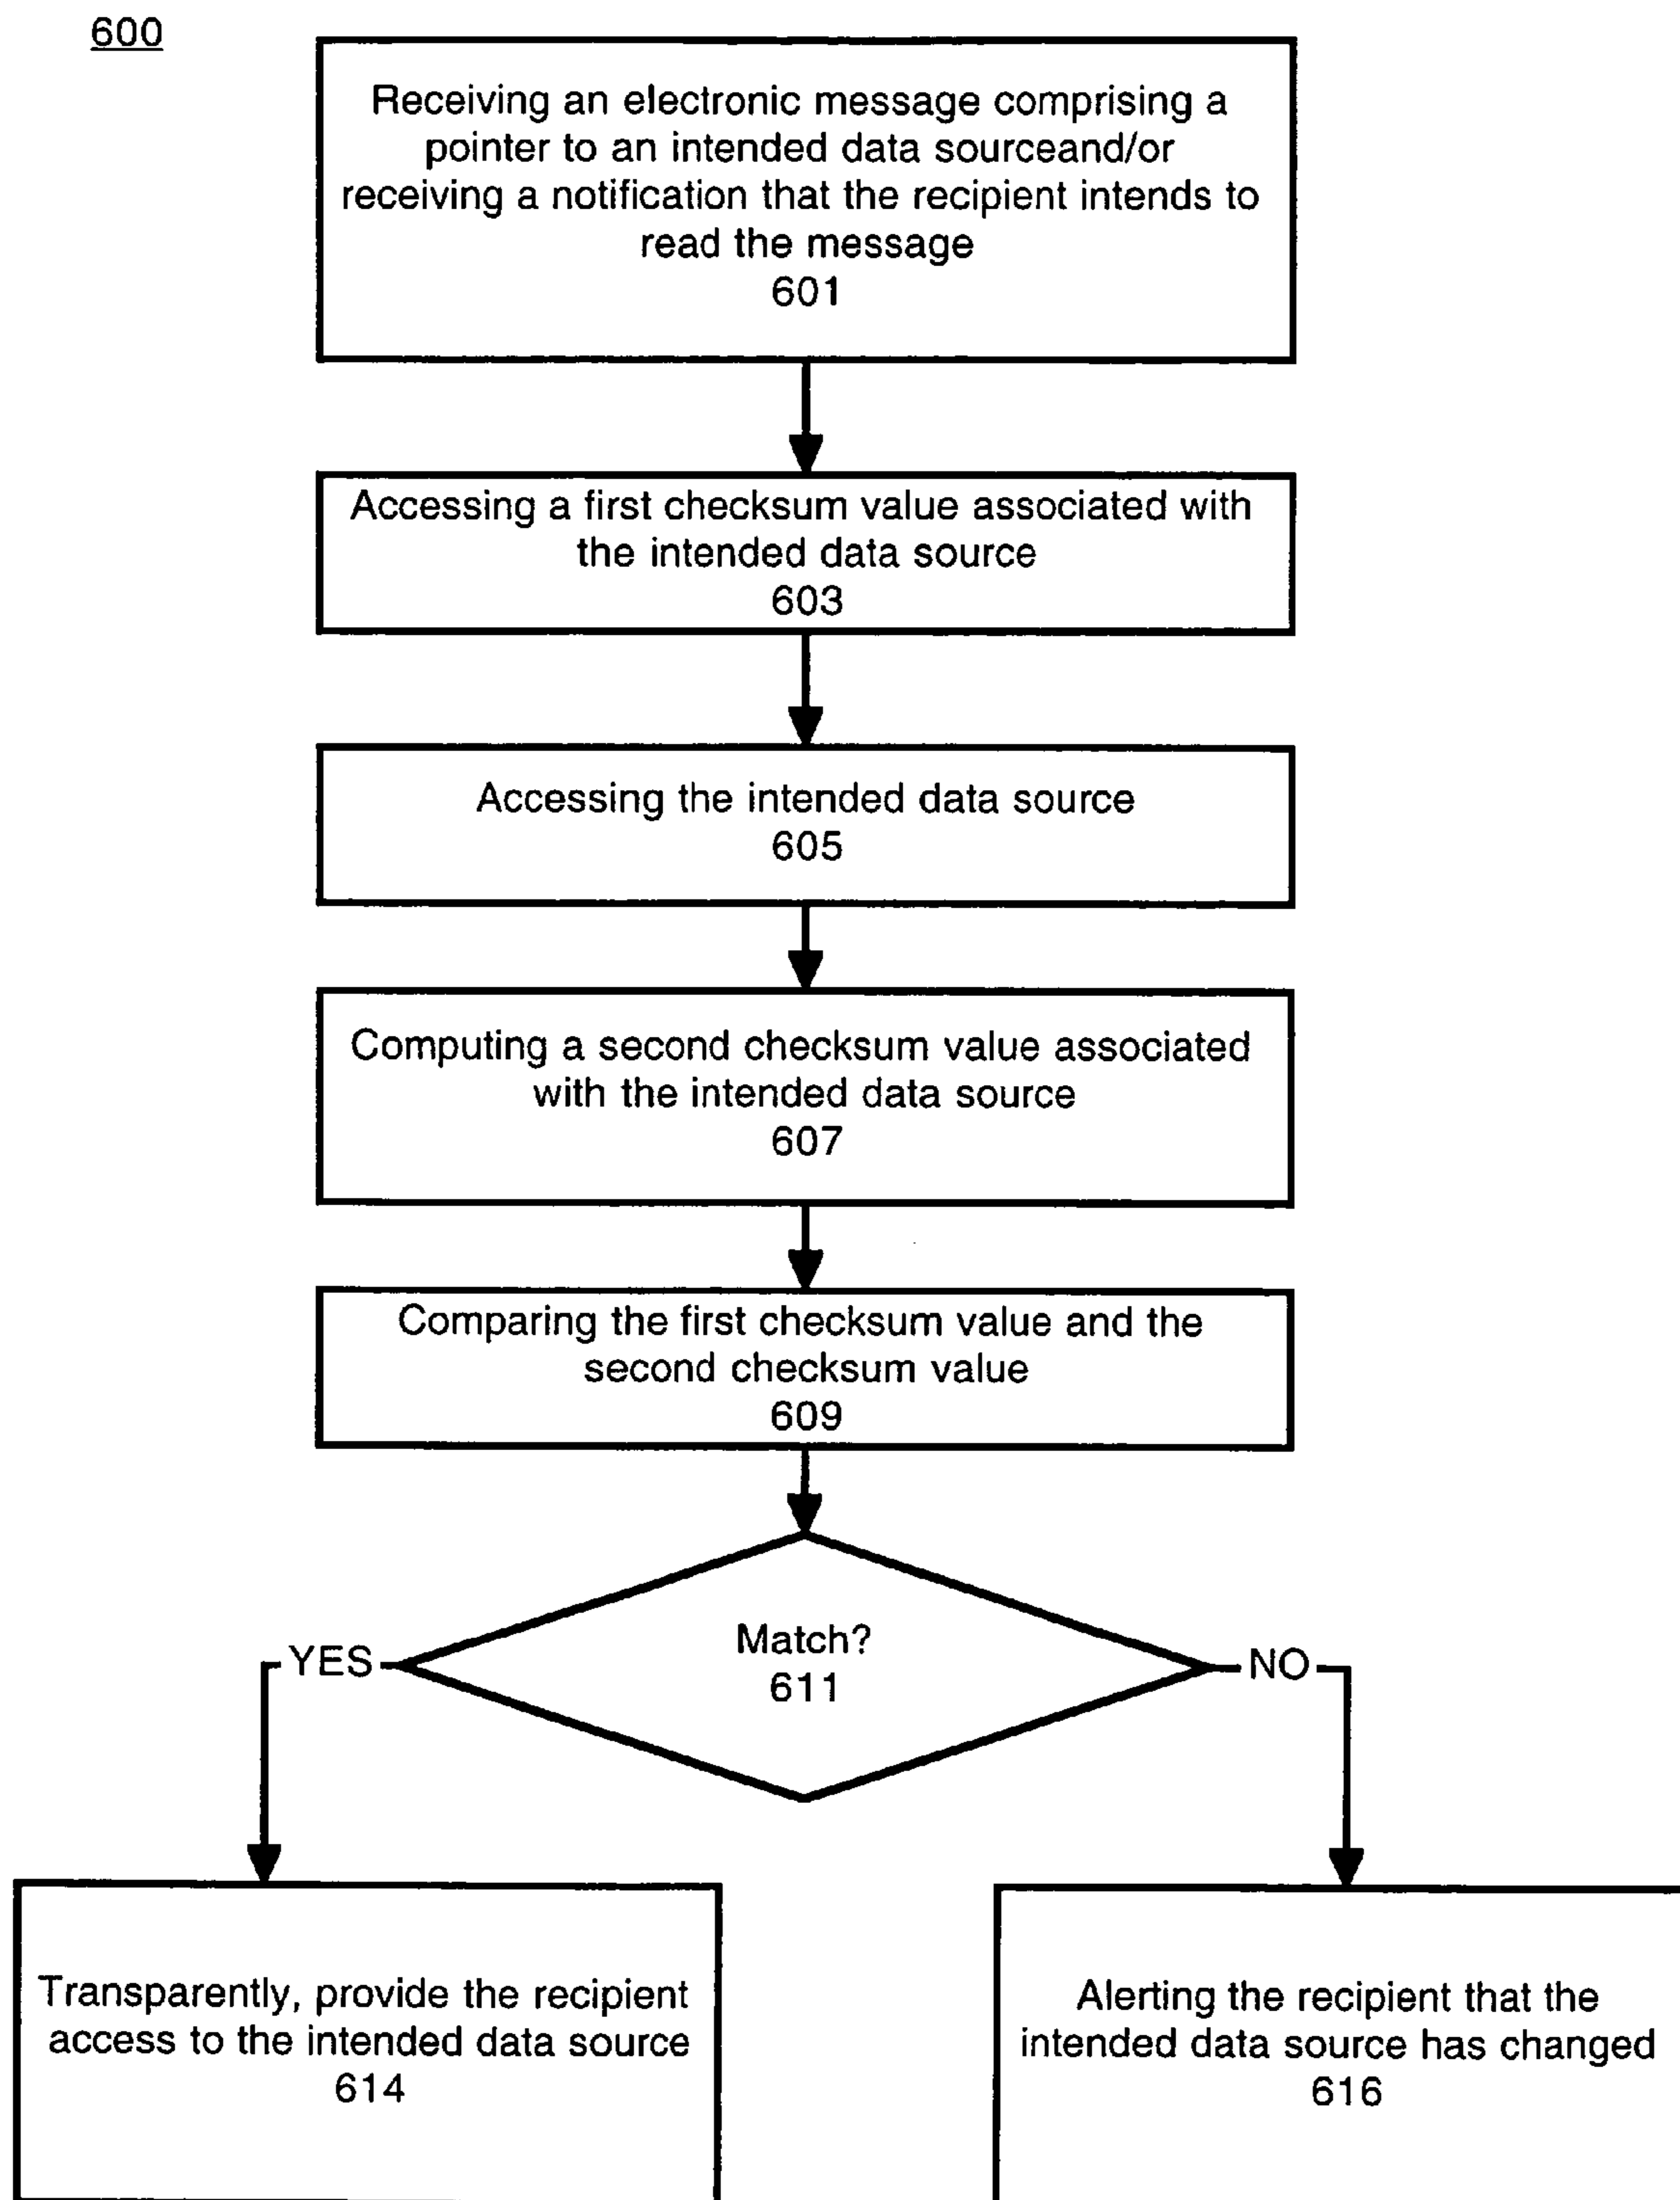 600
Receiving an electronic message comprising a
pointer to an intended data sourceand/or
receiving a notification that the recipient intends to
read the message
601
Accessing a first checksum value associated with
the intended data source
603
Accessing the intended data source
605
Computing a second checksum value associated
with the intended data source
607
Comparing the first checksum value and the
second checksum value
609
Match?
611
YES
NO
Transparently, provide the recipient
access to the intended data source
614
Alerting the recipient that the
intended data source has changed
616